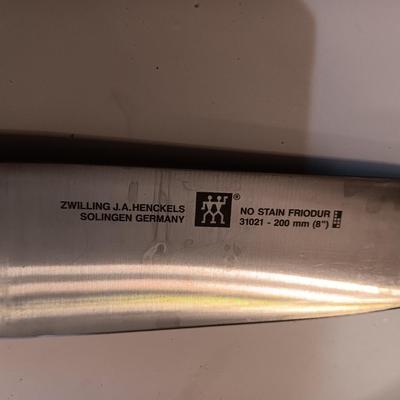 ZWILLING J.A.HENCKELS
SOLINGEN GERMANY
®
NO STAIN FRIODUR
31021 - 200 mm (8")